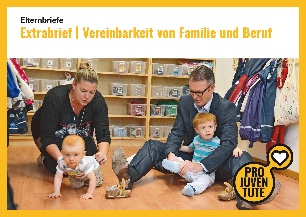 Elternbriefe
Extrabrief | Vereinbarkeit von Familie und Beruf
PRO
JUVEN
TUTE